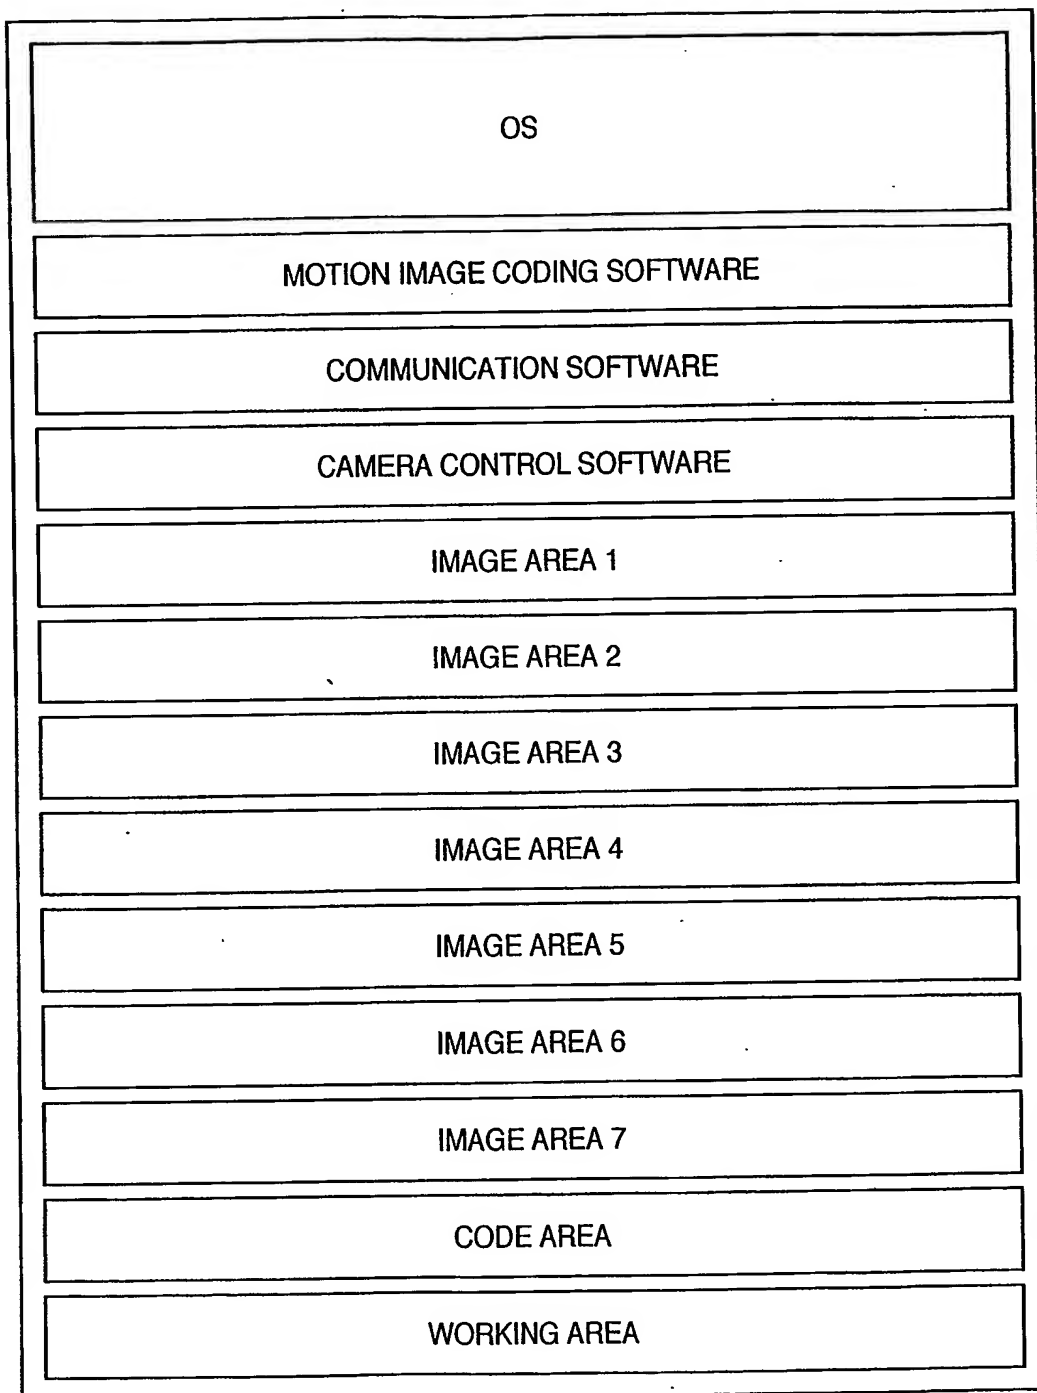 OS
MOTION IMAGE CODING SOFTWARE
COMMUNICATION SOFTWARE
CAMERA CONTROL SOFTWARE
IMAGE AREA 1
IMAGE AREA 2
IMAGE AREA 3
IMAGE AREA 4
IMAGE AREA 5
IMAGE AREA 6
IMAGE AREA 7
CODE AREA
WORKING AREA